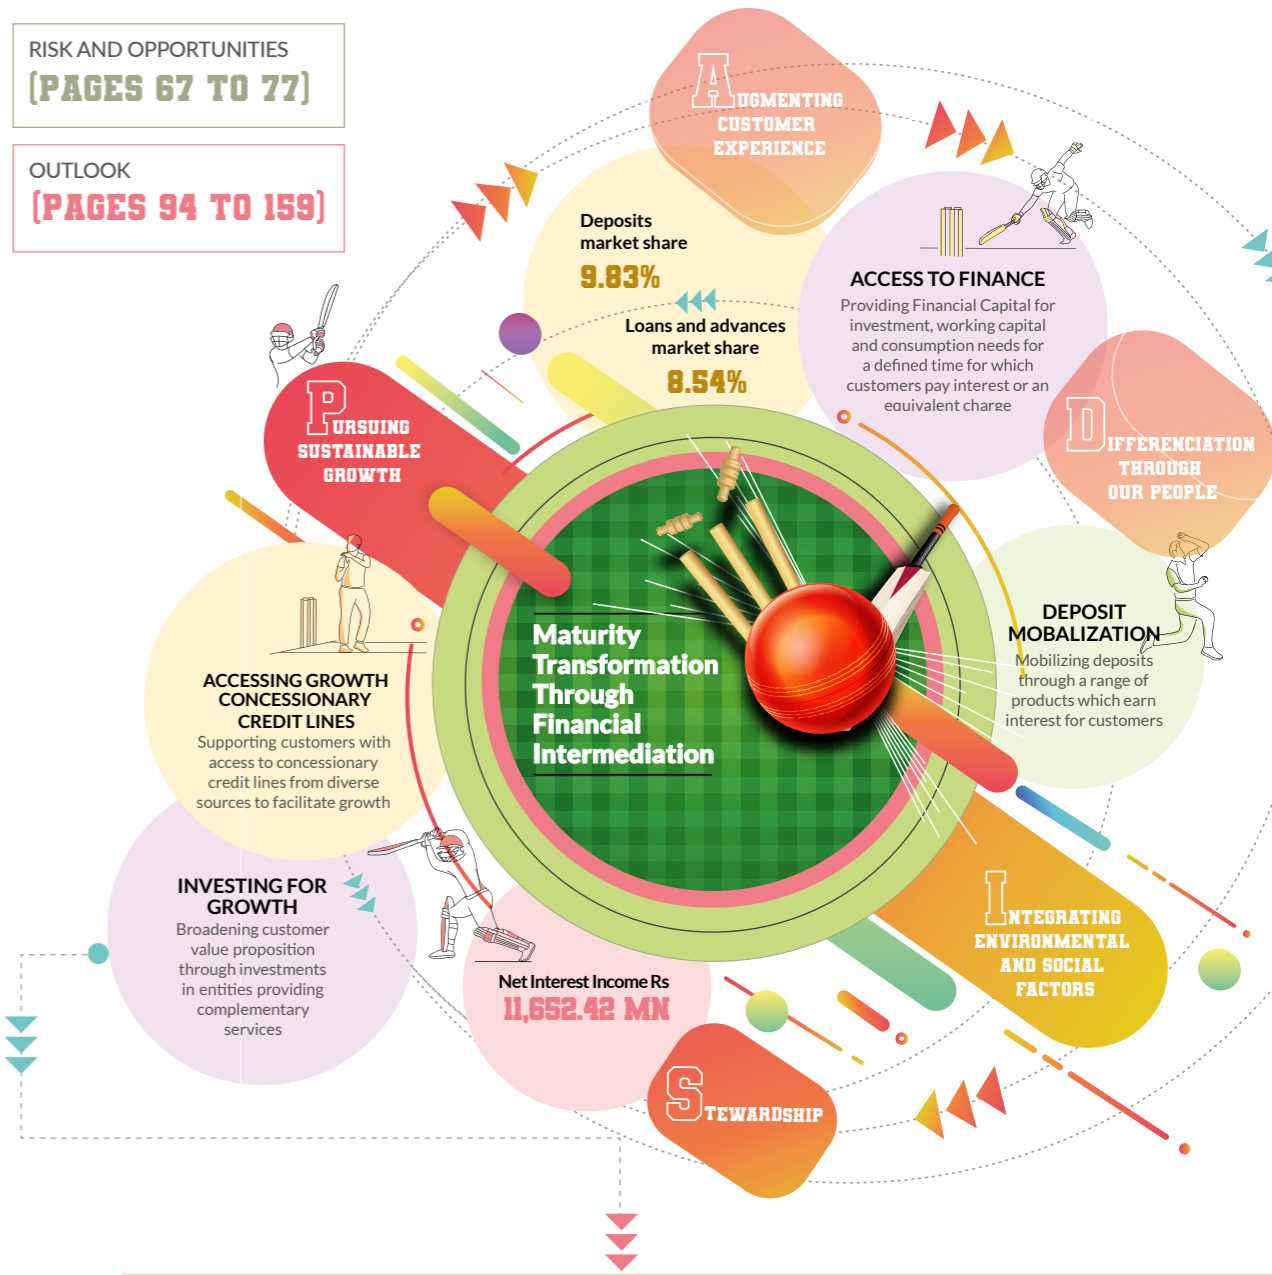 RISK AND OPPORTUNITIES
(PAGES 67 TO 77)
OUTLOOK
(PAGES 94 TO 159)
AUGMENTING
CUSTOMER
EXPERIENCE
Deposits
market share
9.83%
Loans and advances
market share
8.54%
ACCESS TO FINANCE
Providing Financial Capital for
investment, working capital
and consumption needs for
a defined time for which
customers pay interest or an
equivalent charge
DIFFERENCIATION
THROUGH
OUR PEOPLE
PURSUING
SUSTAINABLE
GROWTH
DEPOSIT
MOBALIZATION
Mobilizing deposits
through a range of
products which earn
interest for customers
Maturity
Transformation
Through
Financial
Intermediation
ACCESSING GROWTH
CONCESSIONARY
CREDIT LINES
Supporting customers with
access to concessionary
credit lines from diverse
sources to facilitate growth
INVESTING FOR
GROWTH
Broadening customer
value proposition
through investments
in entities providing
complementary
services
INTEGRATING
ENVIRONMENTAL
AND SOCIAL
FACTORS
Net Interest Income Rs
11,652.42 MN
STEWARDSHIP